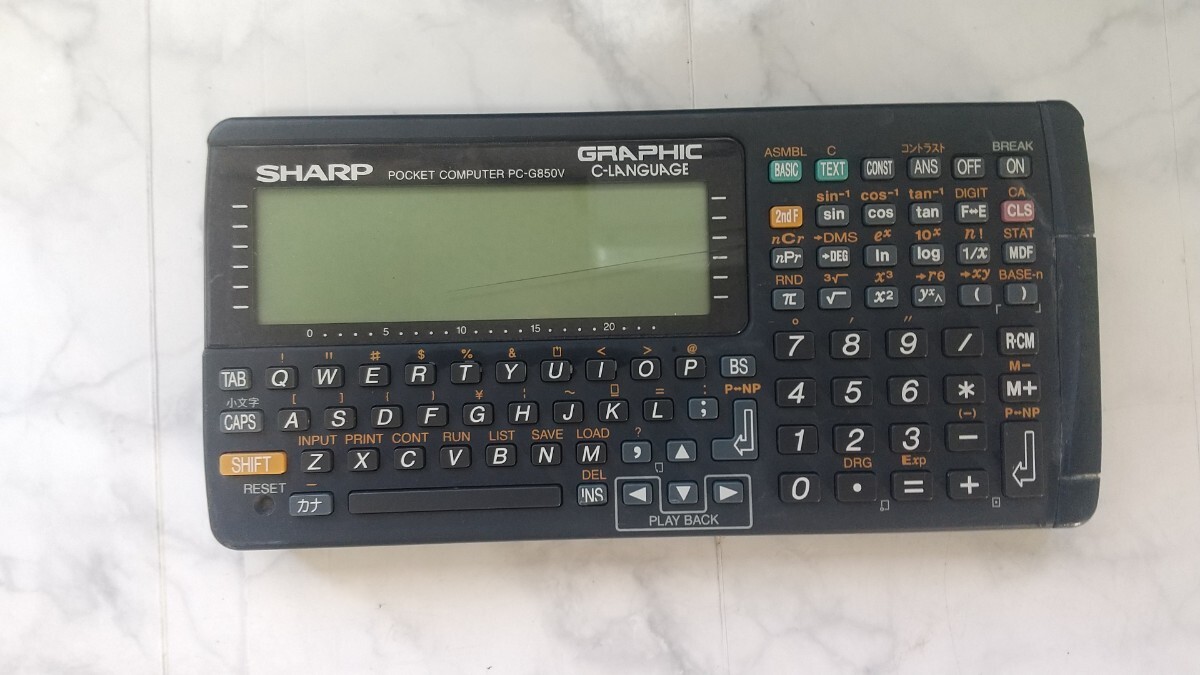 SHARP POCKET COMPUTER PC-G850V
GRAPHIC
C-LANGUAGE
0 5 10 15 20
ASMBL C コントラスト BREAK
BASIC TEXT CONST ANS OFF ON
sin⁻¹ cos⁻¹ tan⁻¹ DIGIT CA
2ndF sin cos tan F↔E CLS
nCr →DMS eˣ 10ˣ n! STAT
nPr →DEG ln log 1/x MDF
RND ³√ x³ →rθ →xy BASE-n
π √ x² yˣ^ ( )
° ′ ″
7 8 9 / R·CM
M−
4 5 6 * M+
(−) P↔NP
1 2 3 −
DRG Exp
0 • = +
! " # $ % & < > @
TAB Q W E R T Y U I O P BS
小文字 [ ] { } ¥ ¦ ~ = : P↔NP
CAPS A S D F G H J K L ;
INPUT PRINT CONT RUN LIST SAVE LOAD ?
SHIFT Z X C V B N M , ▲
RESET DEL
カナ INS ◀ ▼ ▶
PLAY BACK